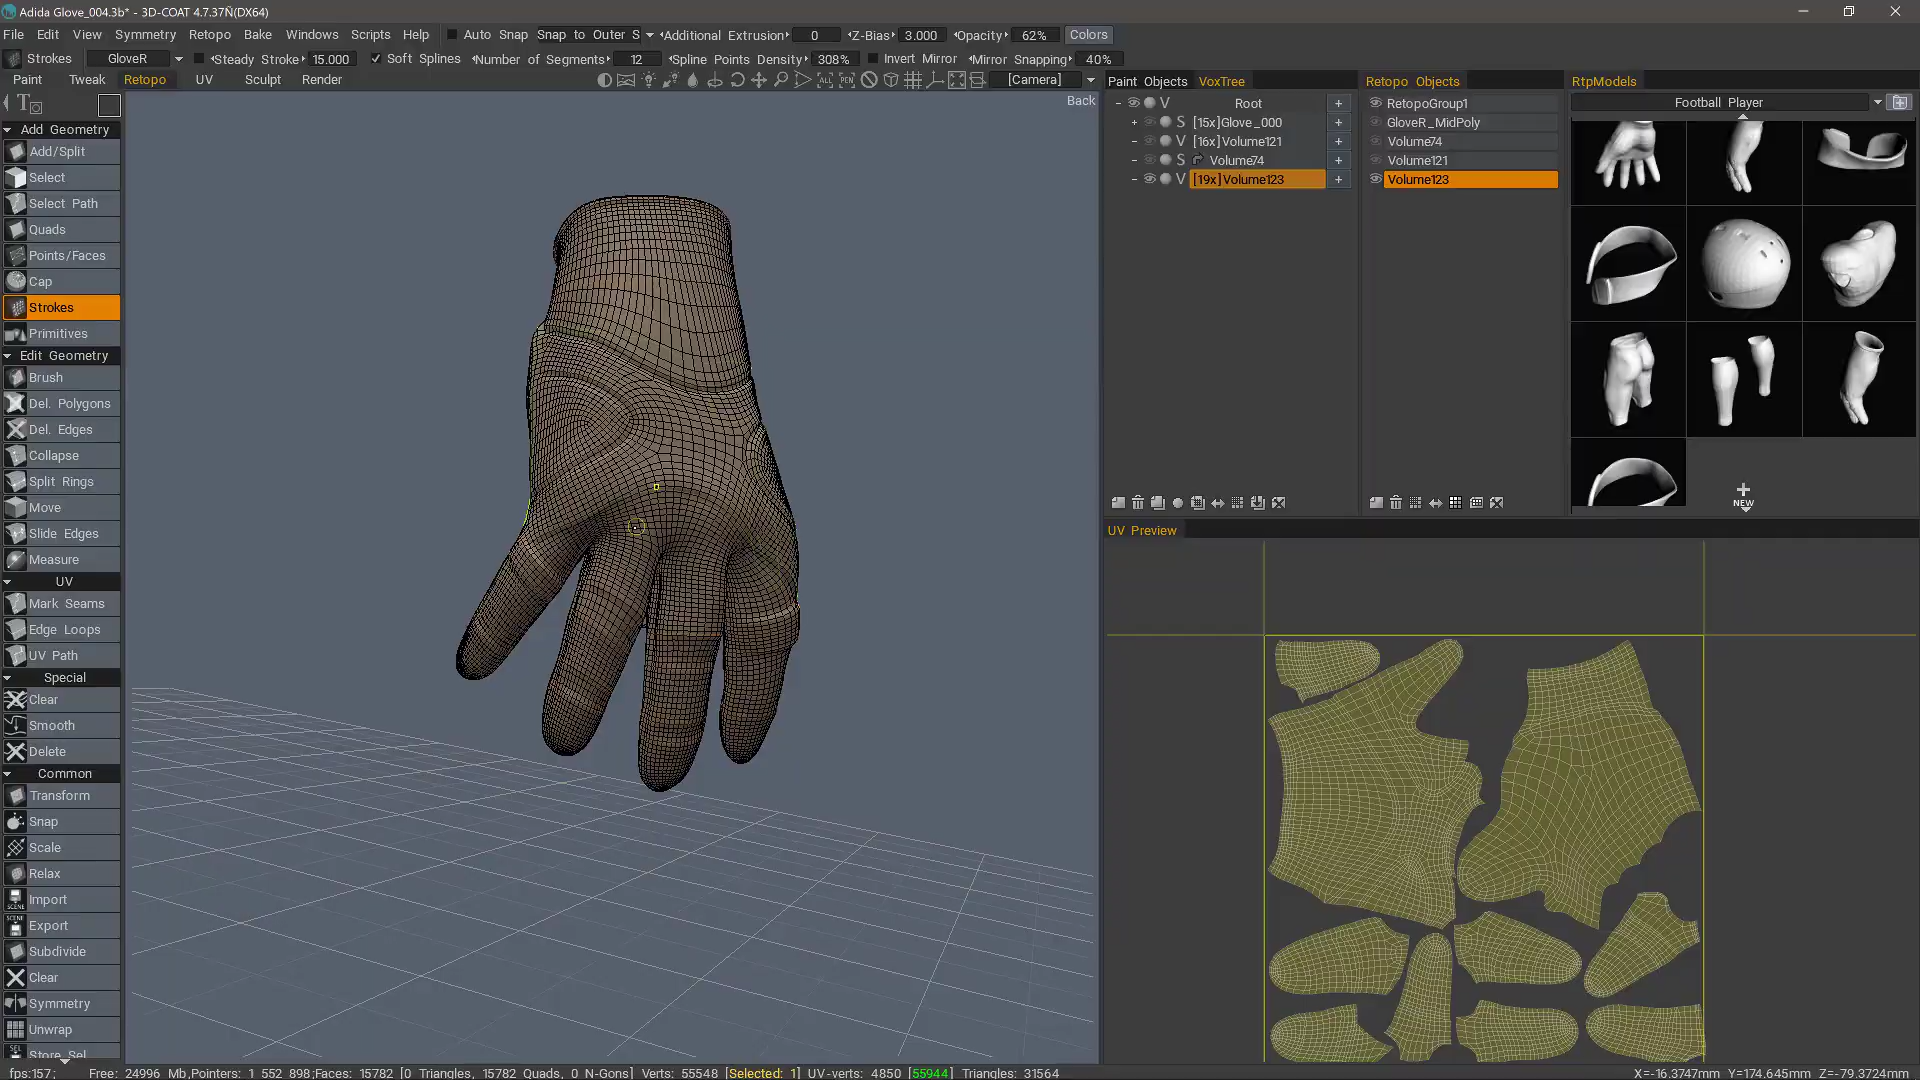 Adida Glove_004.3b* - 3D-COAT 4.7.37Ñ(DX64)
File Edit View Symmetry Retopo Bake Windows Scripts Help Auto Snap Snap to Outer S Additional Extrusion 0 Z-Bias 3.000 Opacity 62% Colors
Strokes GloveR Steady Stroke 15.000 Soft Splines Number of Segments 12 Spline Points Density 308% Invert Mirror Mirror Snapping 40%
Paint Tweak Retopo UV Sculpt Render ALL PEN [Camera]
Back
Add Geometry
Add/Split
Select
Select Path
Quads
Points/Faces
Cap
Strokes
Primitives
Edit Geometry
Brush
Del. Polygons
Del. Edges
Collapse
Split Rings
Move
Slide Edges
Measure
UV
Mark Seams
Edge Loops
UV Path
Special
Clear
Smooth
Delete
Common
Transform
Snap
Scale
Relax
SCENE
Import
SCENE
Export
Subdivide
Clear
Symmetry
Unwrap
SEL
Store Sel
Paint Objects VoxTree
V Root +
+ S [15x]Glove_000 +
V [16x]Volume121 +
S Volume74 +
V [19x]Volume123 +
Retopo Objects
RetopoGroup1
GloveR_MidPoly
Volume74
Volume121
Volume123
RtpModels
Football Player
NEW
UV Preview
fps:157; Free: 24996 Mb,Pointers: 1 552 898;Faces: 15782 [0 Triangles, 15782 Quads, 0 N-Gons] Verts: 55548 [Selected: 1] UV-verts: 4850 [55944] Triangles: 31564 X=-16.3747mm Y=174.645mm Z=-79.3724mm